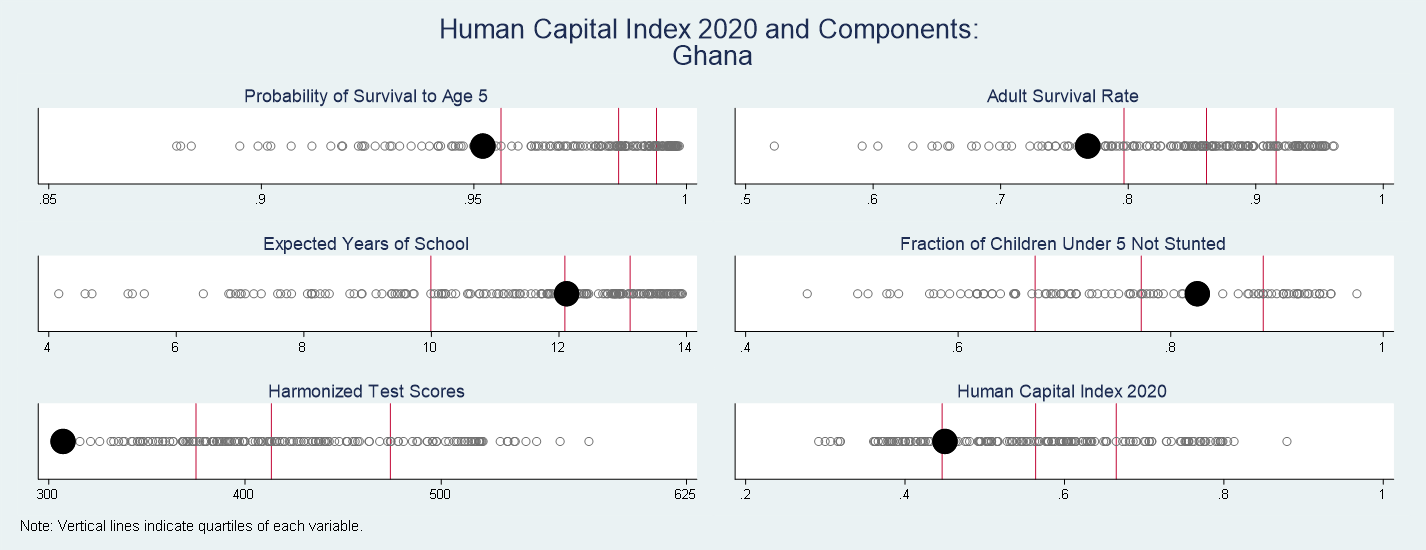 Human Capital Index 2020 and Components:
Ghana
Probability of Survival to Age 5
.85 .9 .95 1
Adult Survival Rate
.5 .6 .7 .8 .9 1
Expected Years of School
4 6 8 10 12 14
Fraction of Children Under 5 Not Stunted
.4 .6 .8 1
Harmonized Test Scores
300 400 500 625
Human Capital Index 2020
.2 .4 .6 .8 1
Note: Vertical lines indicate quartiles of each variable.